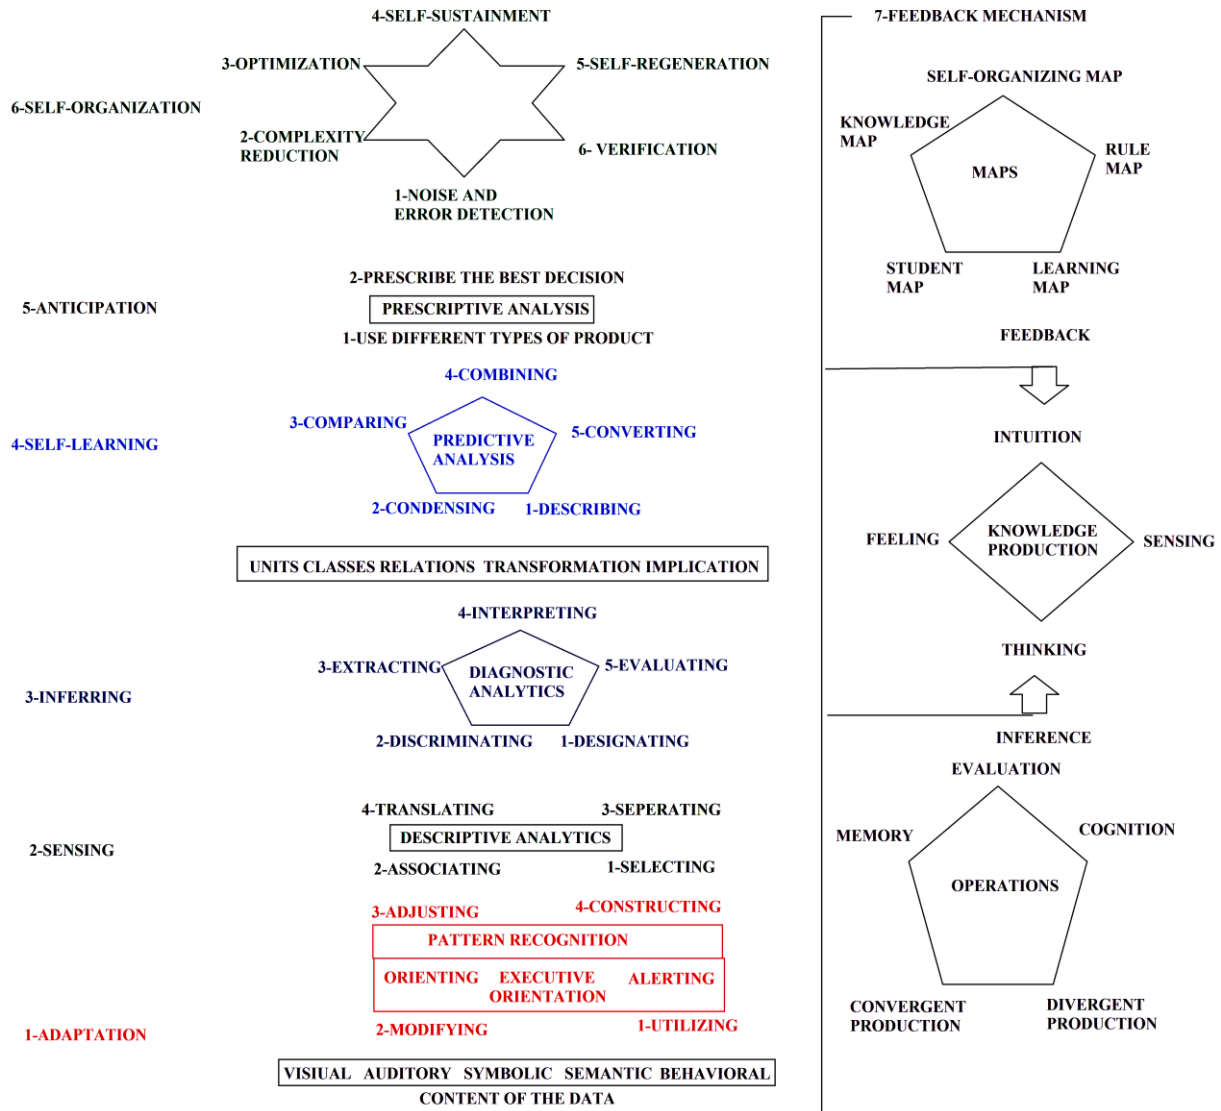 4-SELF-SUSTAINMENT
3-OPTIMIZATION
5-SELF-REGENERATION
6-SELF-ORGANIZATION
2-COMPLEXITY
REDUCTION
6- VERIFICATION
1-NOISE AND
ERROR DETECTION
2-PRESCRIBE THE BEST DECISION
5-ANTICIPATION
PRESCRIPTIVE ANALYSIS
1-USE DIFFERENT TYPES OF PRODUCT
4-COMBINING
3-COMPARING
5-CONVERTING
4-SELF-LEARNING
PREDICTIVE
ANALYSIS
2-CONDENSING
1-DESCRIBING
UNITS CLASSES RELATIONS TRANSFORMATION IMPLICATION
4-INTERPRETING
3-EXTRACTING
5-EVALUATING
DIAGNOSTIC
ANALYTICS
3-INFERRING
2-DISCRIMINATING
1-DESIGNATING
4-TRANSLATING
3-SEPERATING
DESCRIPTIVE ANALYTICS
2-SENSING
2-ASSOCIATING
1-SELECTING
3-ADJUSTING
4-CONSTRUCTING
PATTERN RECOGNITION
ORIENTING
EXECUTIVE
ORIENTATION
ALERTING
1-ADAPTATION
2-MODIFYING
1-UTILIZING
VISIUAL AUDITORY SYMBOLIC SEMANTIC BEHAVIORAL
CONTENT OF THE DATA
7-FEEDBACK MECHANISM
SELF-ORGANIZING MAP
KNOWLEDGE
MAP
RULE
MAP
MAPS
STUDENT
MAP
LEARNING
MAP
FEEDBACK
INTUITION
FEELING
KNOWLEDGE
PRODUCTION
SENSING
THINKING
INFERENCE
EVALUATION
MEMORY
COGNITION
OPERATIONS
CONVERGENT
PRODUCTION
DIVERGENT
PRODUCTION